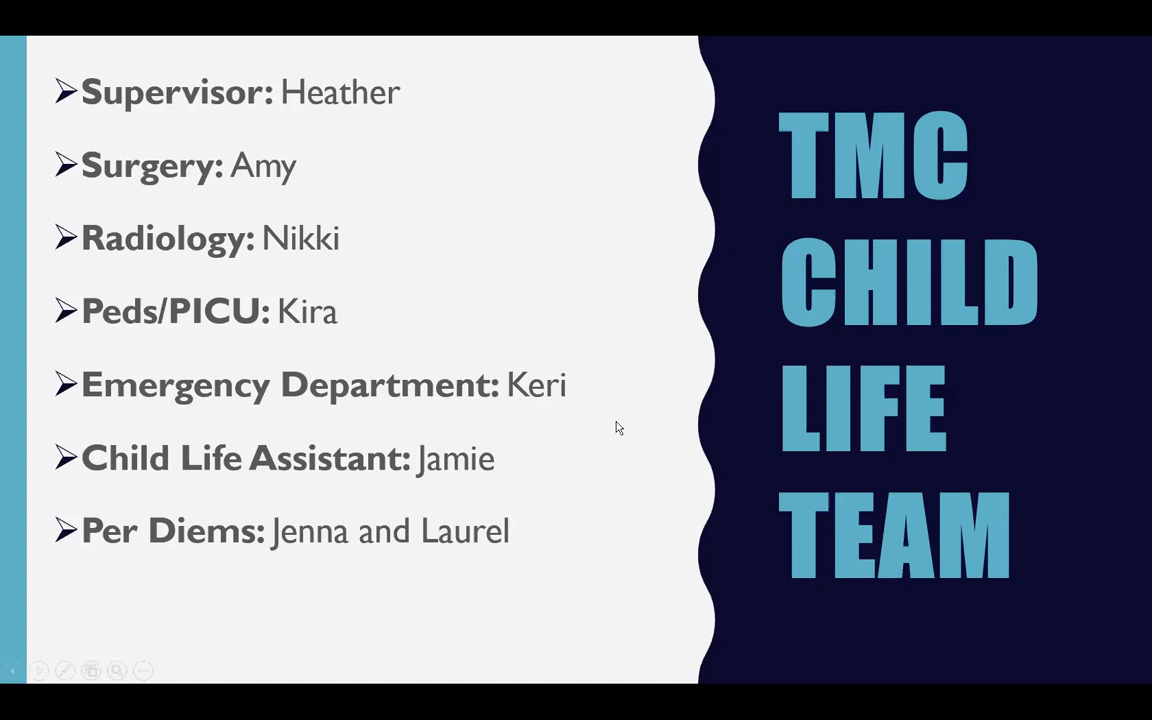 Supervisor: Heather
Surgery: Amy
Radiology: Nikki
Peds/PICU: Kira
Emergency Department: Keri
Child Life Assistant: Jamie
Per Diems: Jenna and Laurel
TMC
CHILD
LIFE
TEAM